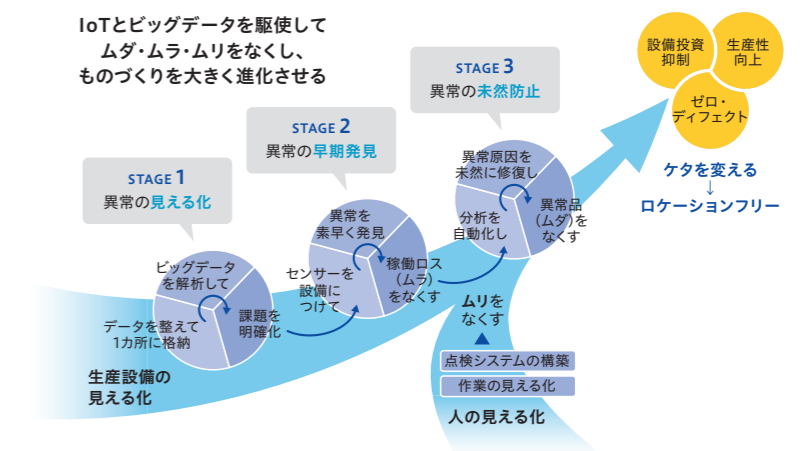 IoTとビッグデータを駆使して
ムダ・ムラ・ムリをなくし、
ものづくりを大きく進化させる
STAGE 1
異常の見える化
ビッグデータ
を解析して
データを整えて
1カ所に格納
課題を
明確化
生産設備の
見える化
STAGE 2
異常の早期発見
異常を
素早く発見
センサーを
設備に
つけて
稼働ロス
（ムラ）
をなくす
STAGE 3
異常の未然防止
異常原因を
未然に修復し
分析を
自動化し
異常品
（ムダ）を
なくす
ムリを
なくす
点検システムの構築
作業の見える化
人の見える化
設備投資
抑制
生産性
向上
ゼロ・
ディフェクト
ケタを変える
↓
ロケーションフリー